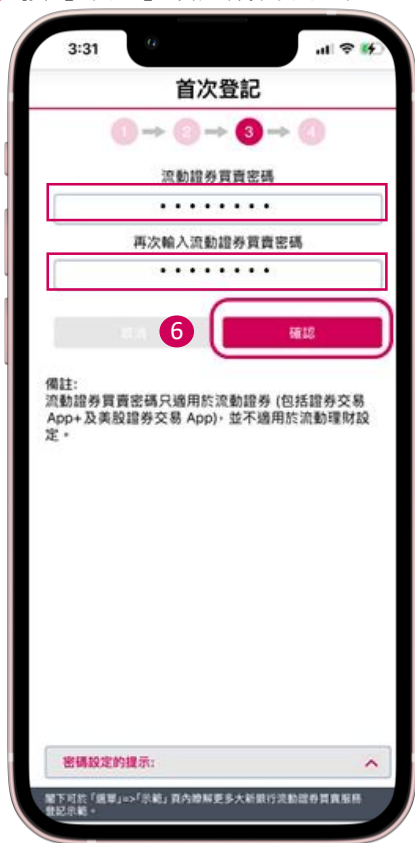 3:31
首次登記
1 2 3 4
流動證券買賣密碼
• • • • • • • •
再次輸入流動證券買賣密碼
• • • • • • • •
取消 6 確認
備註:
流動證券買賣密碼只適用於流動證券 (包括證券交易
App+ 及美股證券交易 App), 並不適用於流動理財設
定。
密碼設定的提示:
閣下可於「選單」=>「示範」頁內瞭解更多大新銀行流動證券買賣服務
登記示範。